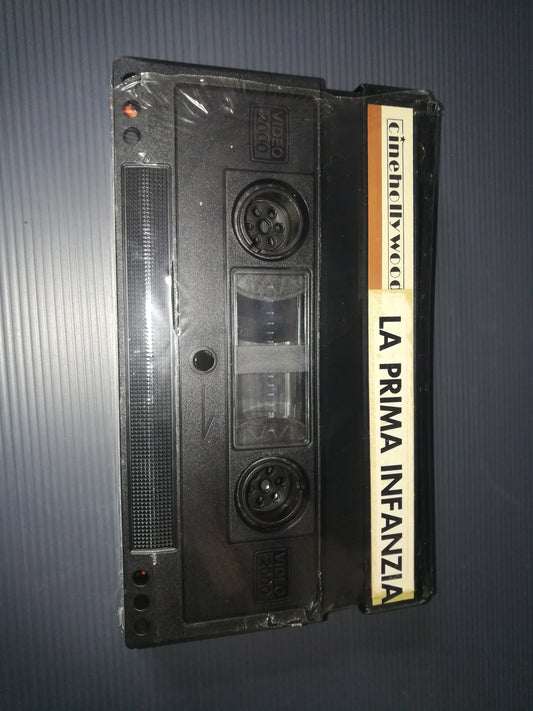 cinehollywood
LA PRIMA INFANZIA
VIDEO
2000
VIDEO
2000